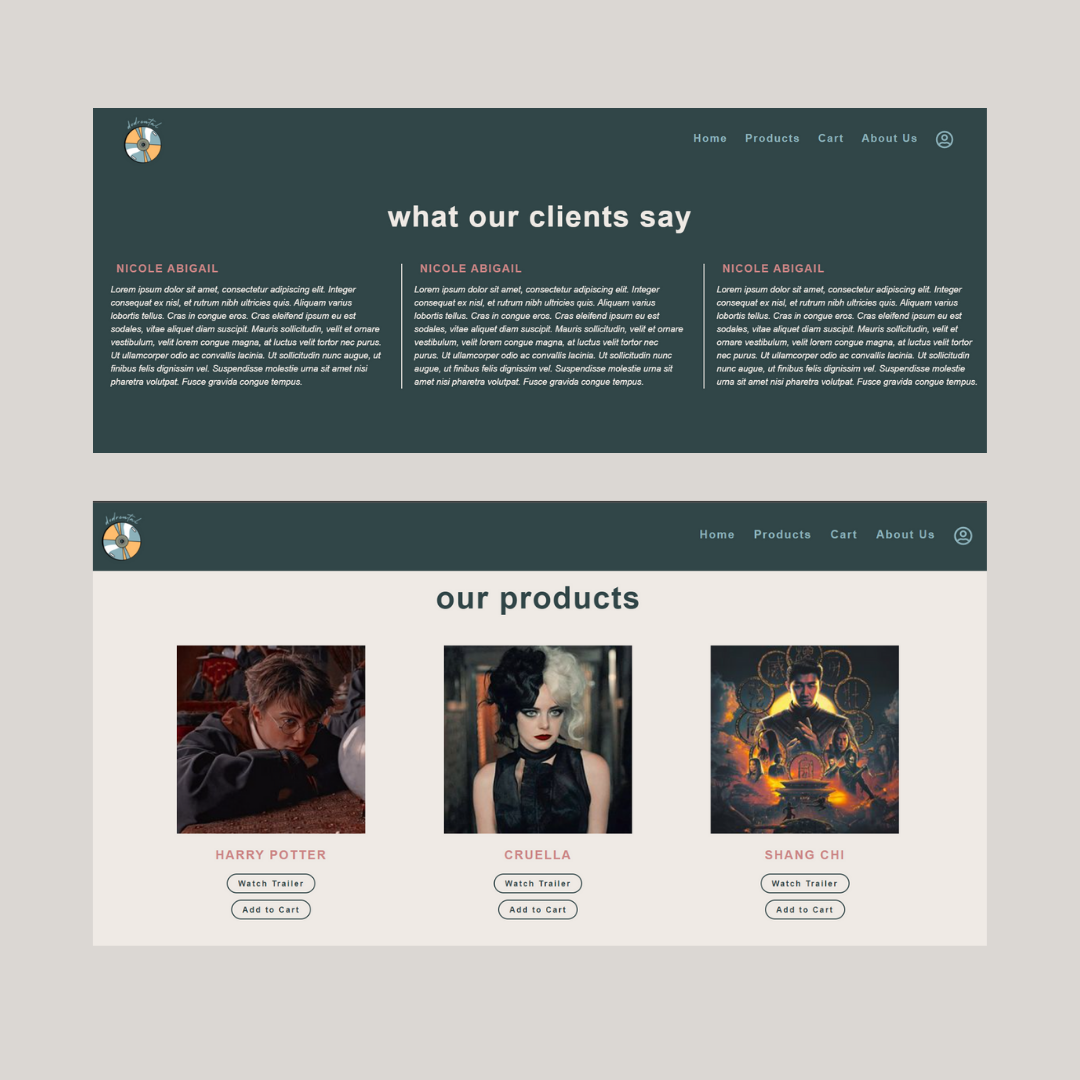 Home Products Cart About Us
what our clients say
NICOLE ABIGAIL
Lorem ipsum dolor sit amet, consectetur adipiscing elit. Integer
consequat ex nisl, et rutrum nibh ultricies quis. Aliquam varius
lobortis tellus. Cras in congue eros. Cras eleifend ipsum eu est
sodales, vitae aliquet diam suscipit. Mauris sollicitudin, velit et ornare
vestibulum, velit lorem congue magna, at luctus velit tortor nec purus.
Ut ullamcorper odio ac convallis lacinia. Ut sollicitudin nunc augue, ut
finibus felis dignissim vel. Suspendisse molestie urna sit amet nisi
pharetra volutpat. Fusce gravida congue tempus.
NICOLE ABIGAIL
Lorem ipsum dolor sit amet, consectetur adipiscing elit. Integer
consequat ex nisl, et rutrum nibh ultricies quis. Aliquam varius
lobortis tellus. Cras in congue eros. Cras eleifend ipsum eu est
sodales, vitae aliquet diam suscipit. Mauris sollicitudin, velit et ornare
vestibulum, velit lorem congue magna, at luctus velit tortor nec
purus. Ut ullamcorper odio ac convallis lacinia. Ut sollicitudin nunc
augue, ut finibus felis dignissim vel. Suspendisse molestie urna sit
amet nisi pharetra volutpat. Fusce gravida congue tempus.
NICOLE ABIGAIL
Lorem ipsum dolor sit amet, consectetur adipiscing elit. Integer
consequat ex nisl, et rutrum nibh ultricies quis. Aliquam varius
lobortis tellus. Cras in congue eros. Cras eleifend ipsum eu est
sodales, vitae aliquet diam suscipit. Mauris sollicitudin, velit et
ornare vestibulum, velit lorem congue magna, at luctus velit tortor
nec purus. Ut ullamcorper odio ac convallis lacinia. Ut sollicitudin
nunc augue, ut finibus felis dignissim vel. Suspendisse molestie
urna sit amet nisi pharetra volutpat. Fusce gravida congue tempus.
Home Products Cart About Us
our products
HARRY POTTER
Watch Trailer
Add to Cart
CRUELLA
Watch Trailer
Add to Cart
SHANG CHI
Watch Trailer
Add to Cart